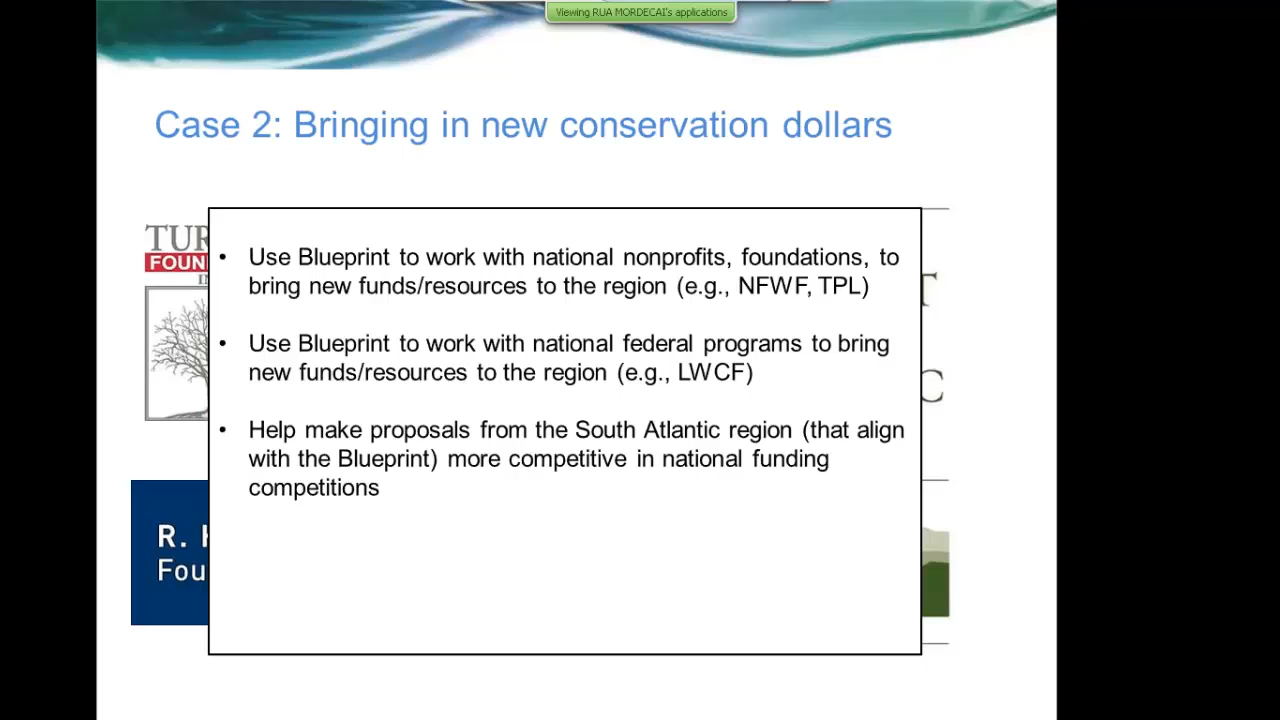 Viewing RUA MORDECAI's applications
Case 2: Bringing in new conservation dollars
• Use Blueprint to work with national nonprofits, foundations, to
bring new funds/resources to the region (e.g., NFWF, TPL)
• Use Blueprint to work with national federal programs to bring
new funds/resources to the region (e.g., LWCF)
• Help make proposals from the South Atlantic region (that align
with the Blueprint) more competitive in national funding
competitions
R.